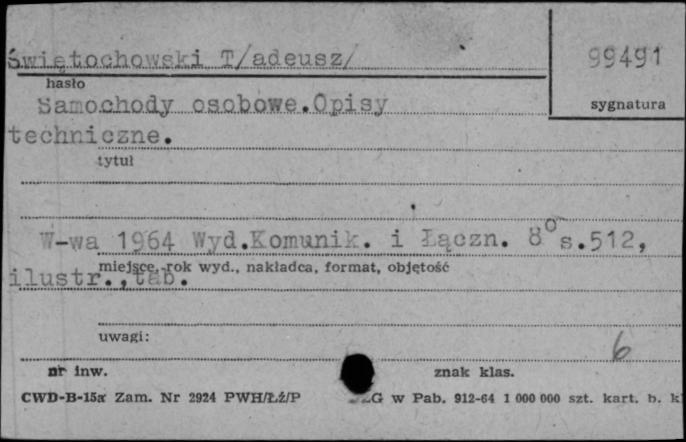 Świętochowski T/adeusz/
99491
hasło
sygnatura
Samochody osobowe.Opisy
techniczne.
tytuł
W-wa 1964 Wyd.Komunik. i Łączn. 8° s.512,
miejsce, rok wyd., nakładca, format, objętość
ilustr.,tab.
uwagi:
6
nr inw.
znak klas.
CWD-B-15a Zam. Nr 2924 PWH/Łź/P
w Pab. 912-64 1 000 000 szt. kart. b. k